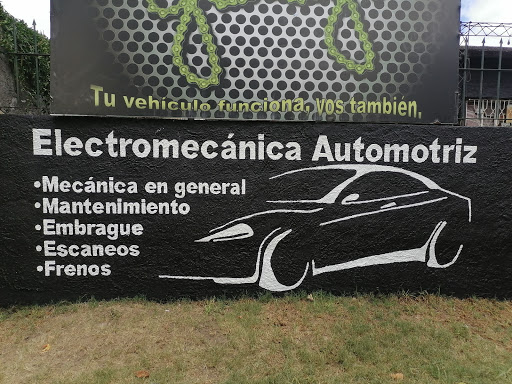 Tu vehículo funciona, vos también,
Electromecánica Automotriz
•Mecánica en general
•Mantenimiento
•Embrague
•Escaneos
•Frenos